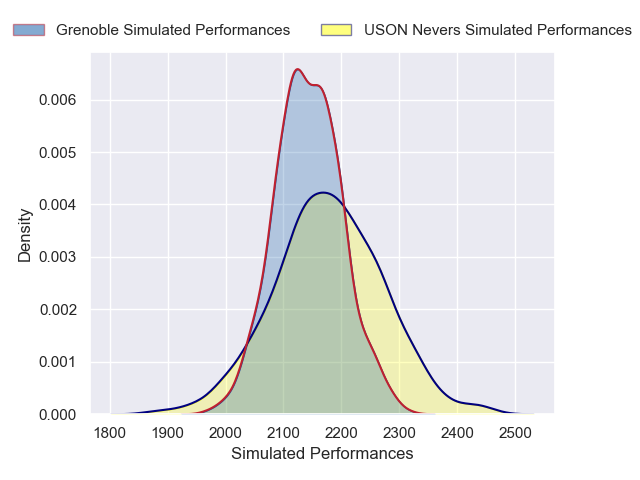 Grenoble Simulated Performances USON Nevers Simulated Performances
0.006
0.005
0.004
0.003
0.002
0.001
0.000
Density
1800 1900 2000 2100 2200 2300 2400 2500
Simulated Performances